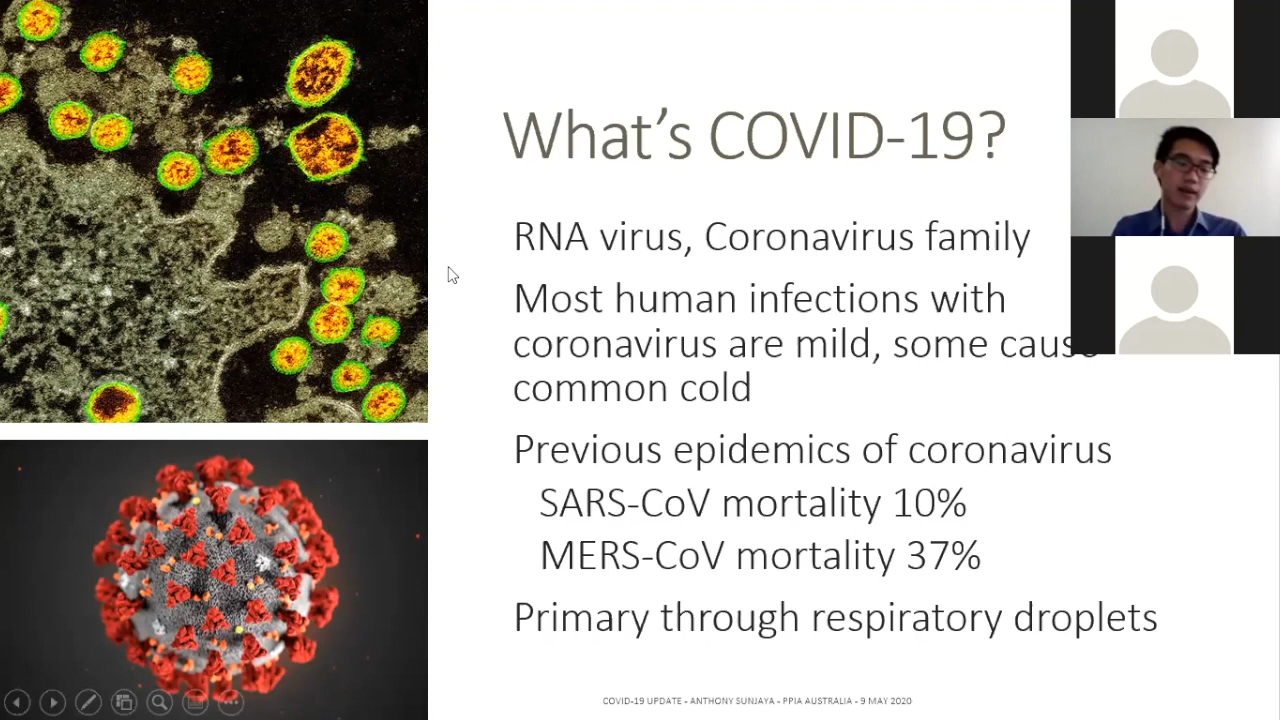 What's COVID-19?
RNA virus, Coronavirus family
Most human infections with
coronavirus are mild, some cause
common cold
Previous epidemics of coronavirus
SARS-CoV mortality 10%
MERS-CoV mortality 37%
Primary through respiratory droplets
COVID-19 UPDATE - ANTHONY SUNJAYA - PPIA AUSTRALIA - 9 MAY 2020